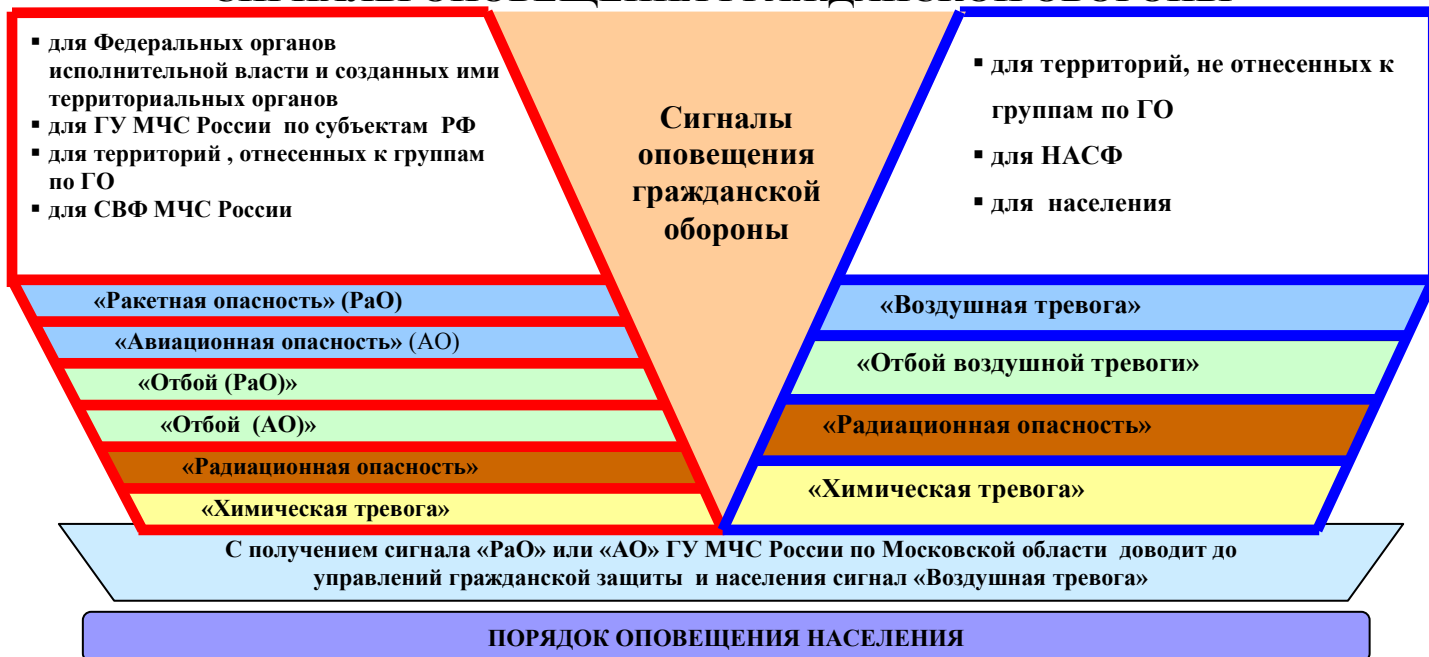 СИГНАЛЫ ОПОВЕЩЕНИЯ ГРАЖДАНСКОЙ ОБОРОНЫ
▪ для Федеральных органов
исполнительной власти и созданных ими
территориальных органов
▪ для ГУ МЧС России по субъектам РФ
▪ для территорий , отнесенных к группам
по ГО
▪ для СВФ МЧС России
Сигналы
оповещения
гражданской
обороны
▪ для территорий, не отнесенных к
группам по ГО
▪ для НАСФ
▪ для населения
«Ракетная опасность» (РаО)
«Авиационная опасность» (АО)
«Отбой (РаО)»
«Отбой (АО)»
«Радиационная опасность»
«Химическая тревога»
«Воздушная тревога»
«Отбой воздушной тревоги»
«Радиационная опасность»
«Химическая тревога»
С получением сигнала «РаО» или «АО» ГУ МЧС России по Московской области доводит до
управлений гражданской защиты и населения сигнал «Воздушная тревога»
ПОРЯДОК ОПОВЕЩЕНИЯ НАСЕЛЕНИЯ